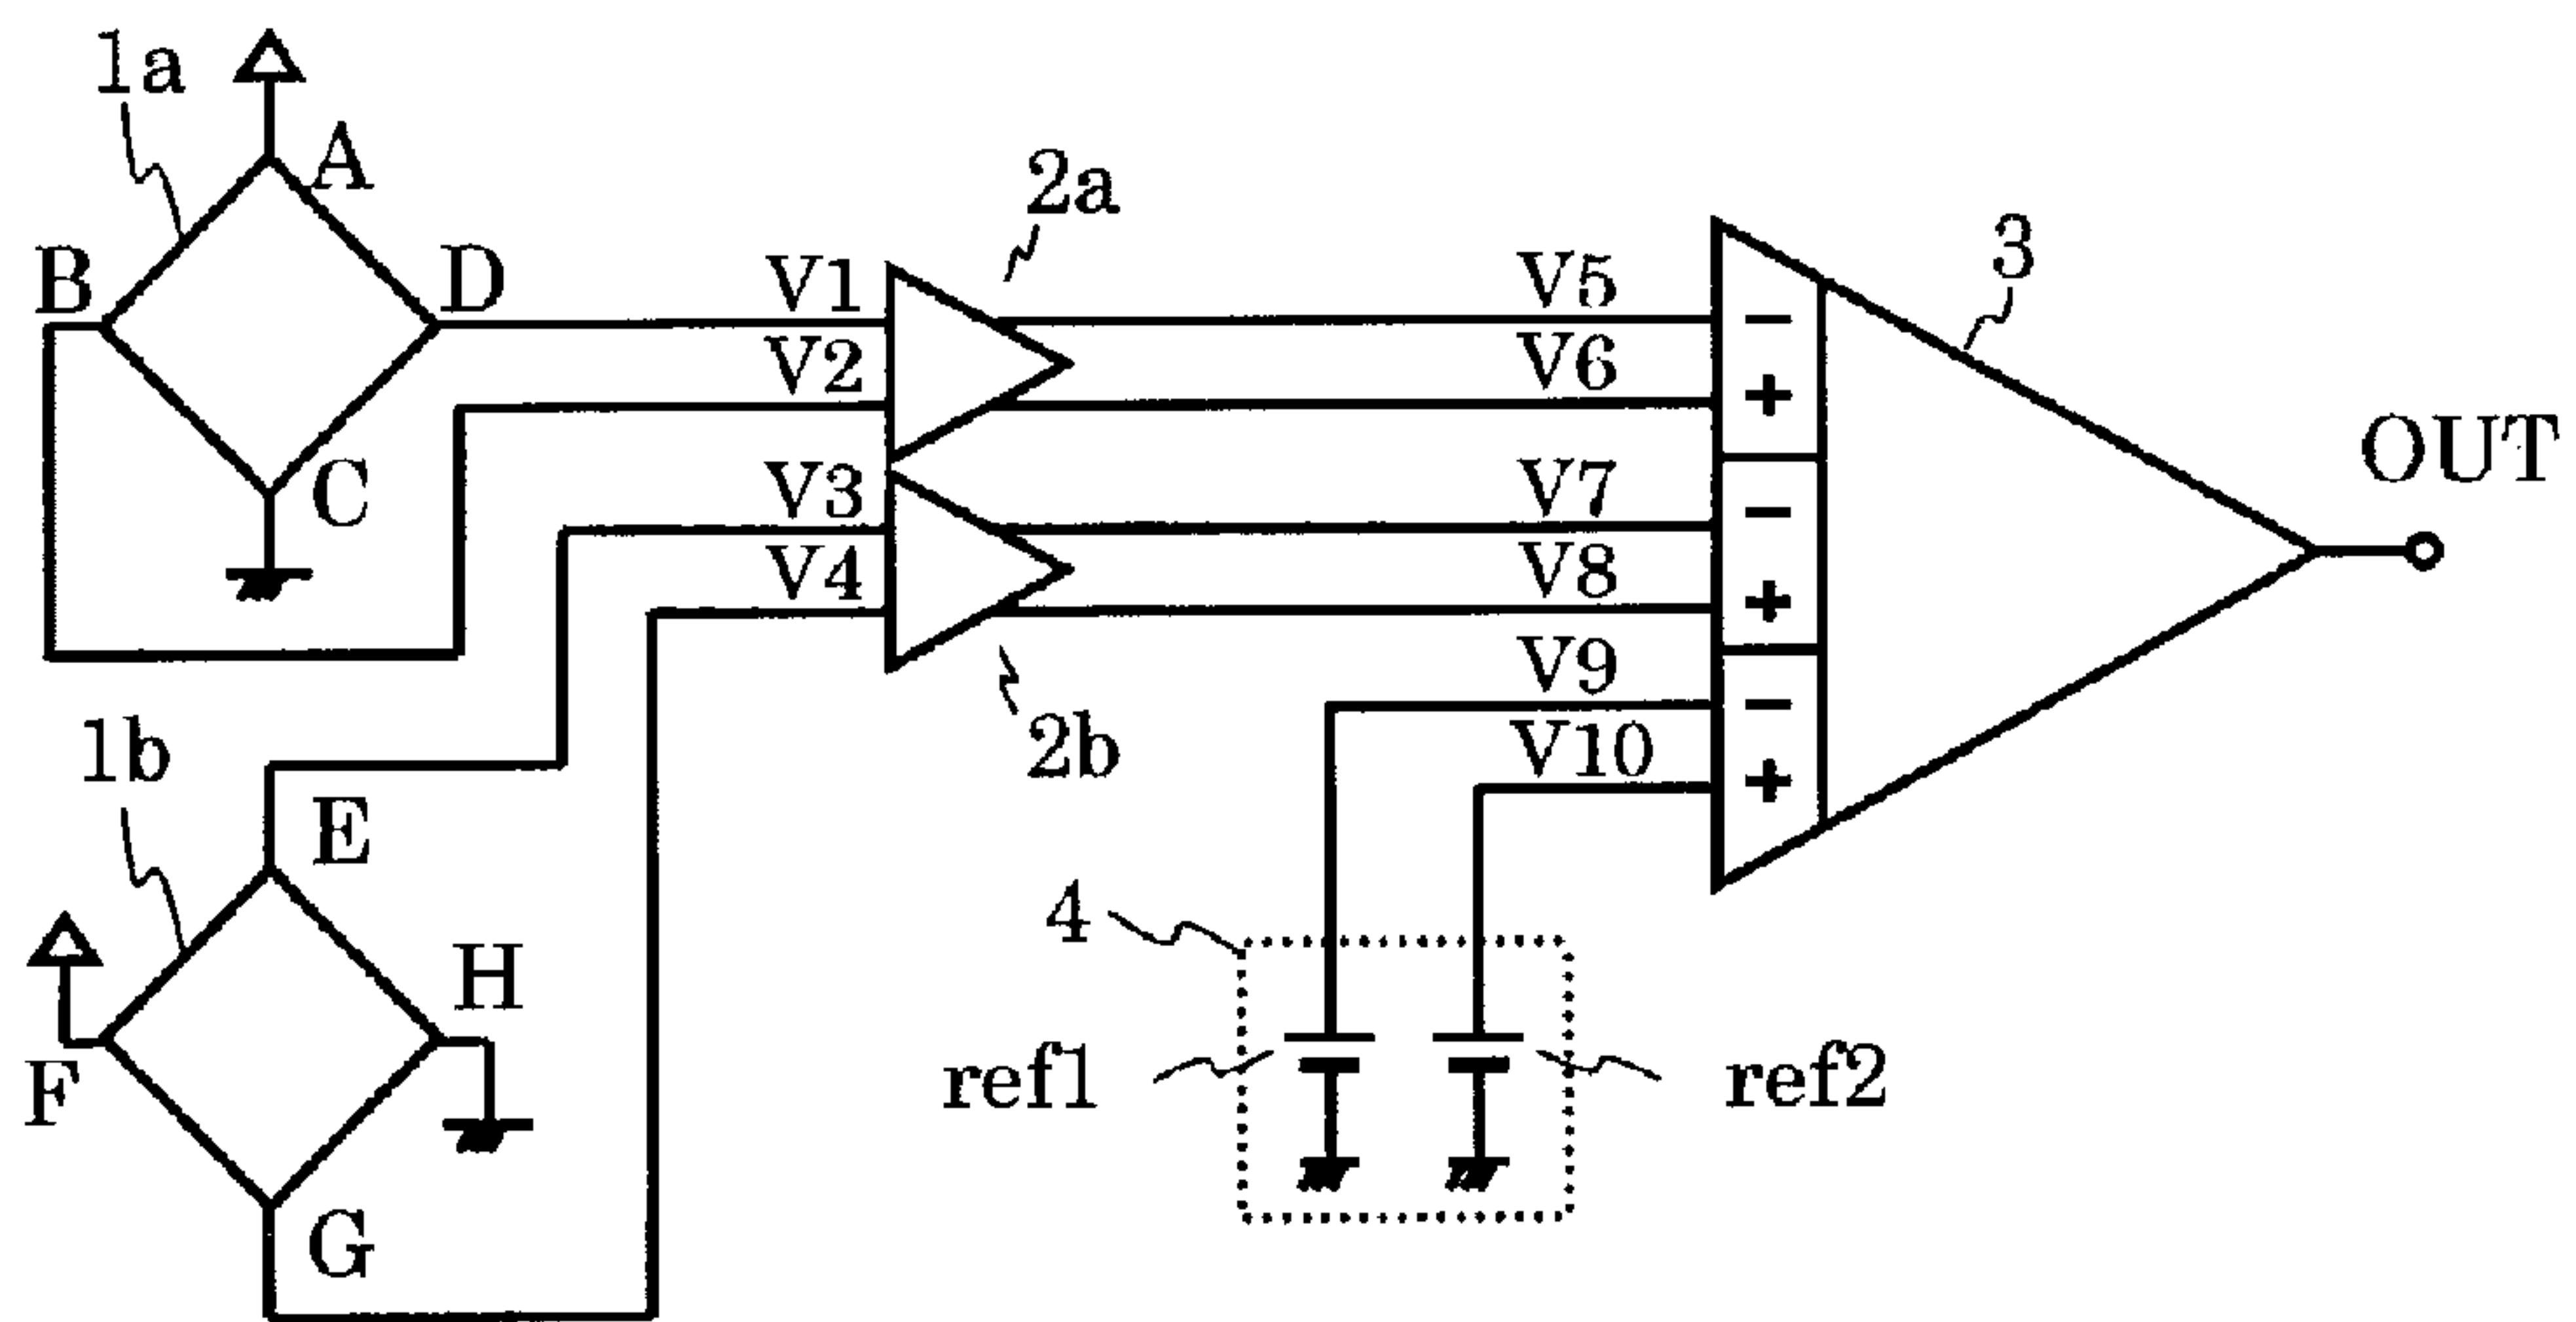 1a
A
B
D
C
V1
V2
V3
V4
2a
2b
V5
V6
V7
V8
V9
V10
−
+
−
+
−
+
3
OUT
1b
E
F
H
G
4
ref1
ref2